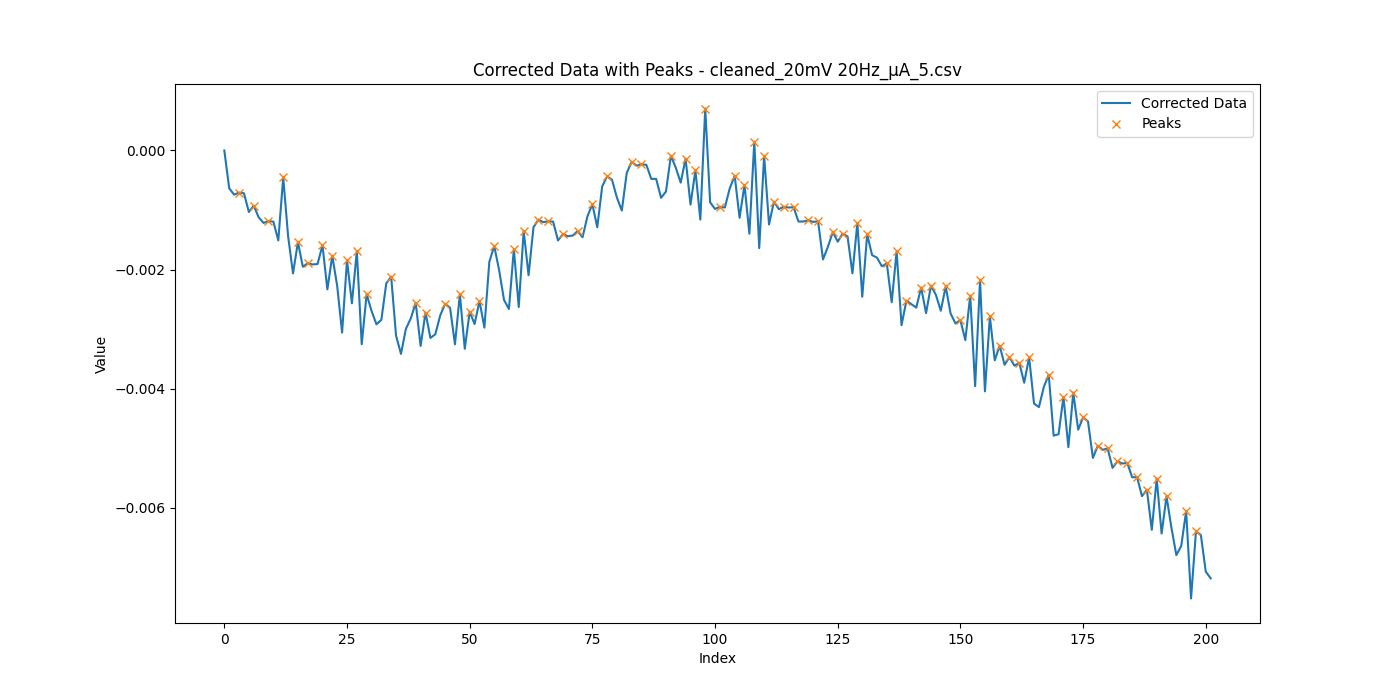 Corrected Data with Peaks - cleaned_20mV 20Hz_μA_5.csv
Corrected Data
Peaks
0.000
−0.002
−0.004
−0.006
Value
0 25 50 75 100 125 150 175 200
Index